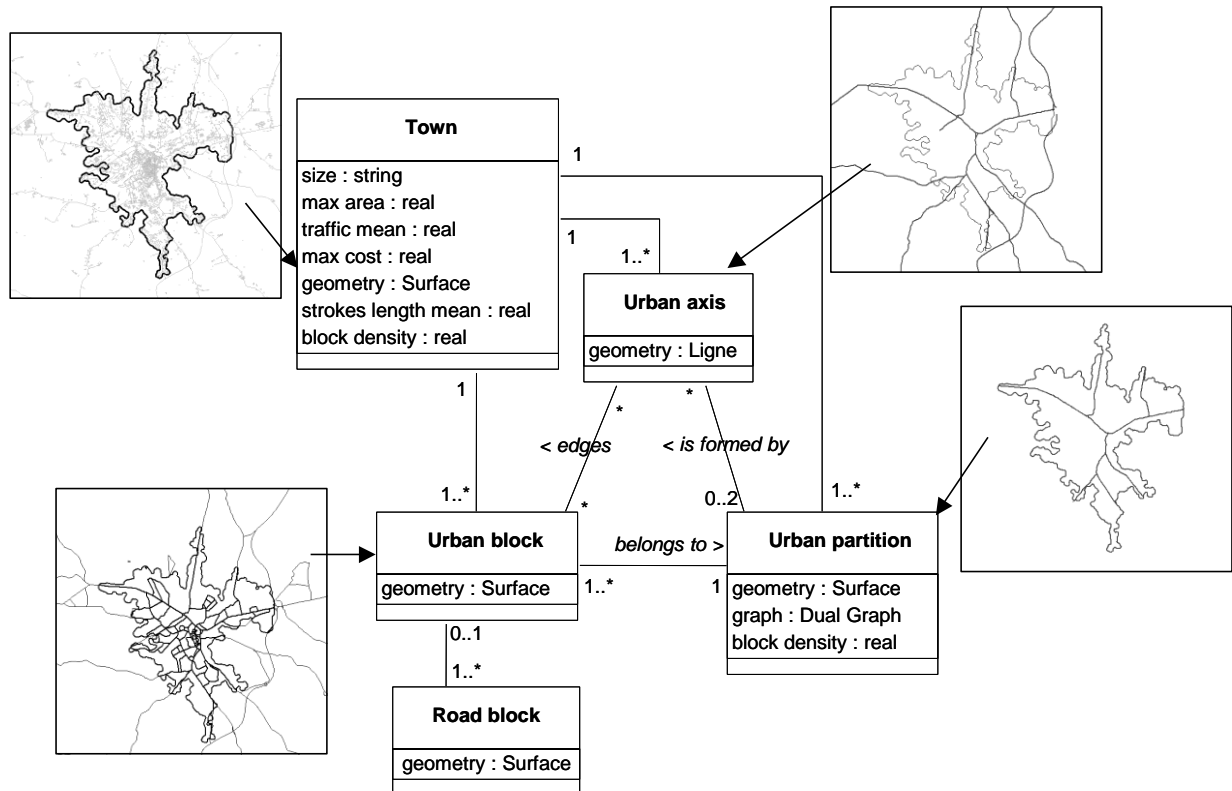 Town
size : string
max area : real
traffic mean : real
max cost : real
geometry : Surface
strokes length mean : real
block density : real
1
1
1..*
Urban axis
geometry : Ligne
1
*
*
< edges
< is formed by
1..*
*
0..2
1..*
Urban block
geometry : Surface
belongs to >
1..*
1
Urban partition
geometry : Surface
graph : Dual Graph
block density : real
0..1
1..*
Road block
geometry : Surface